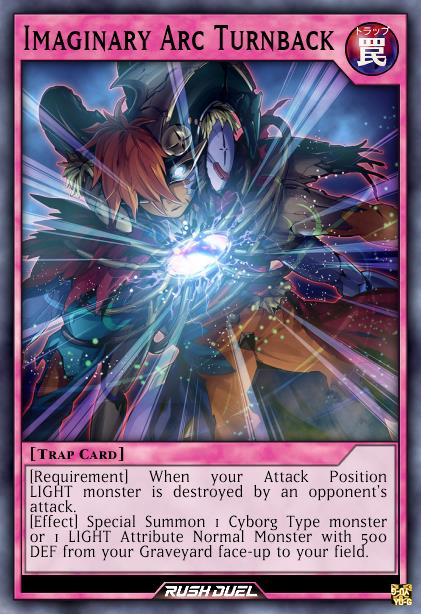 IMAGINARY ARC TURNBACK
トラップ
罠
[TRAP CARD]
[Requirement] When your Attack Position
LIGHT monster is destroyed by an opponent's
attack.
[Effect] Special Summon 1 Cyborg Type monster
or 1 LIGHT Attribute Normal Monster with 500
DEF from your Graveyard face-up to your field.
RUSH DUEL